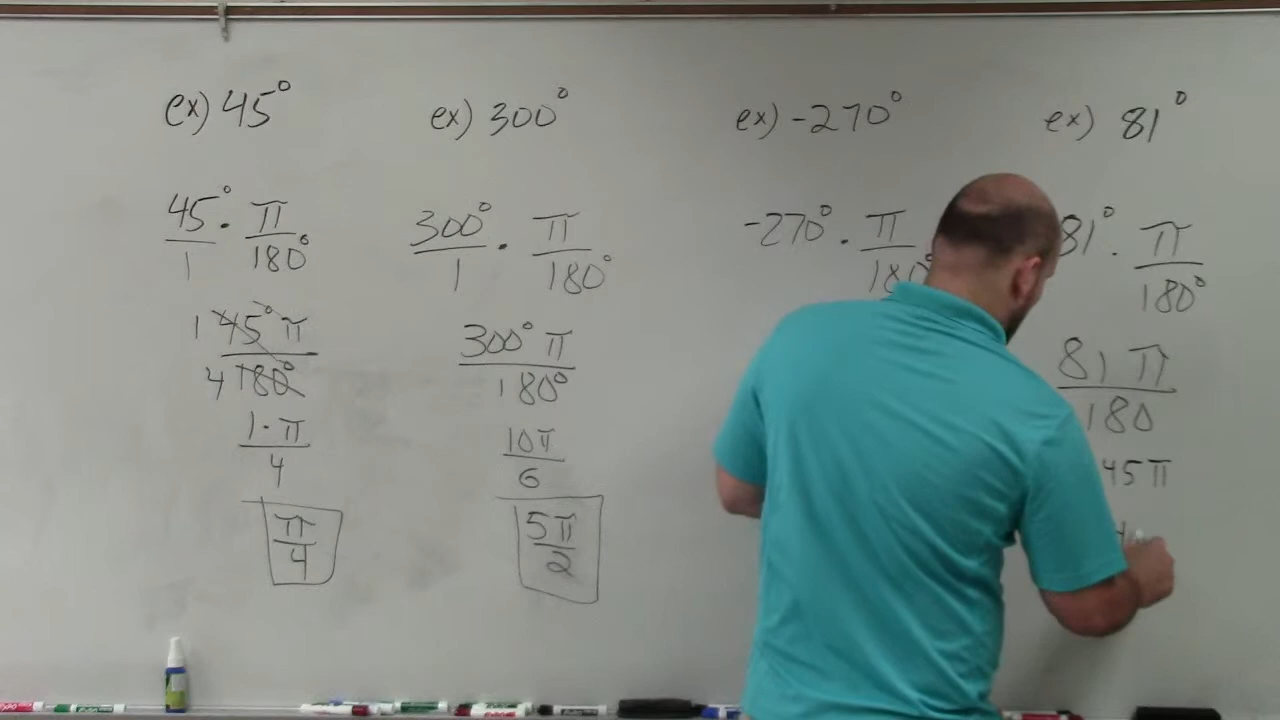 ex) 45°
45°/1 · π/180°
1 45° π / 4 180°
1·π/4
π/4
ex) 300°
300°/1 · π/180°
300° π/180°
10π/6
5π/2
ex) -270°
-270° · π/180°
ex) 81°
81° · π/180°
81 π/180
45π